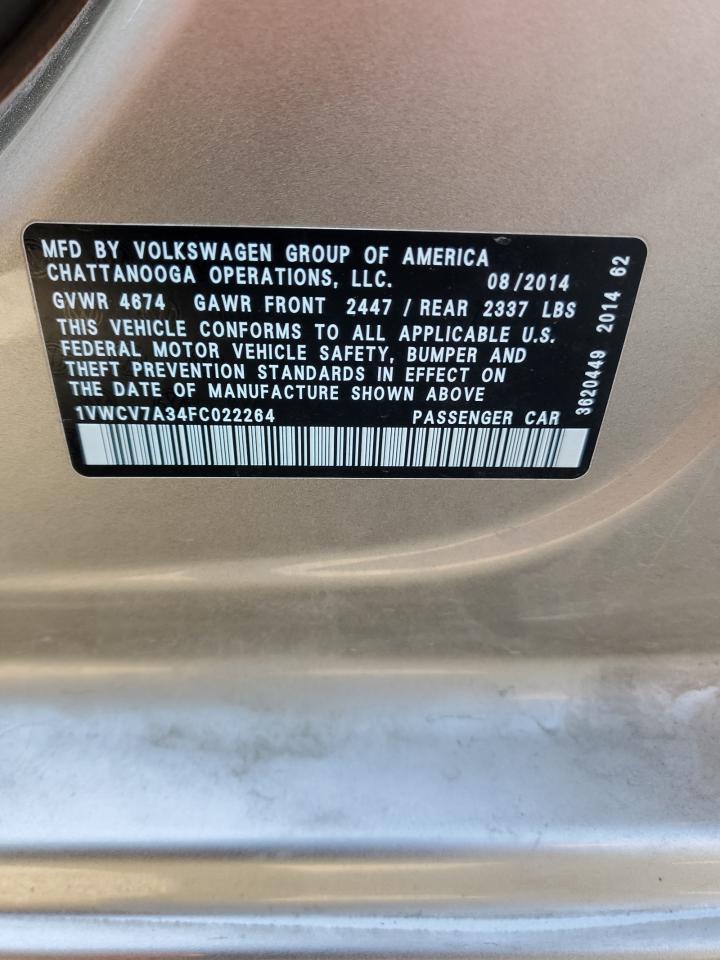 MFD BY VOLKSWAGEN GROUP OF AMERICA
CHATTANOOGA OPERATIONS, LLC. 08/2014
GVWR 4674 GAWR FRONT 2447 / REAR 2337 LBS
THIS VEHICLE CONFORMS TO ALL APPLICABLE U.S.
FEDERAL MOTOR VEHICLE SAFETY, BUMPER AND
THEFT PREVENTION STANDARDS IN EFFECT ON
THE DATE OF MANUFACTURE SHOWN ABOVE
1VWCV7A34FC022264 PASSENGER CAR
3620449 2014 62